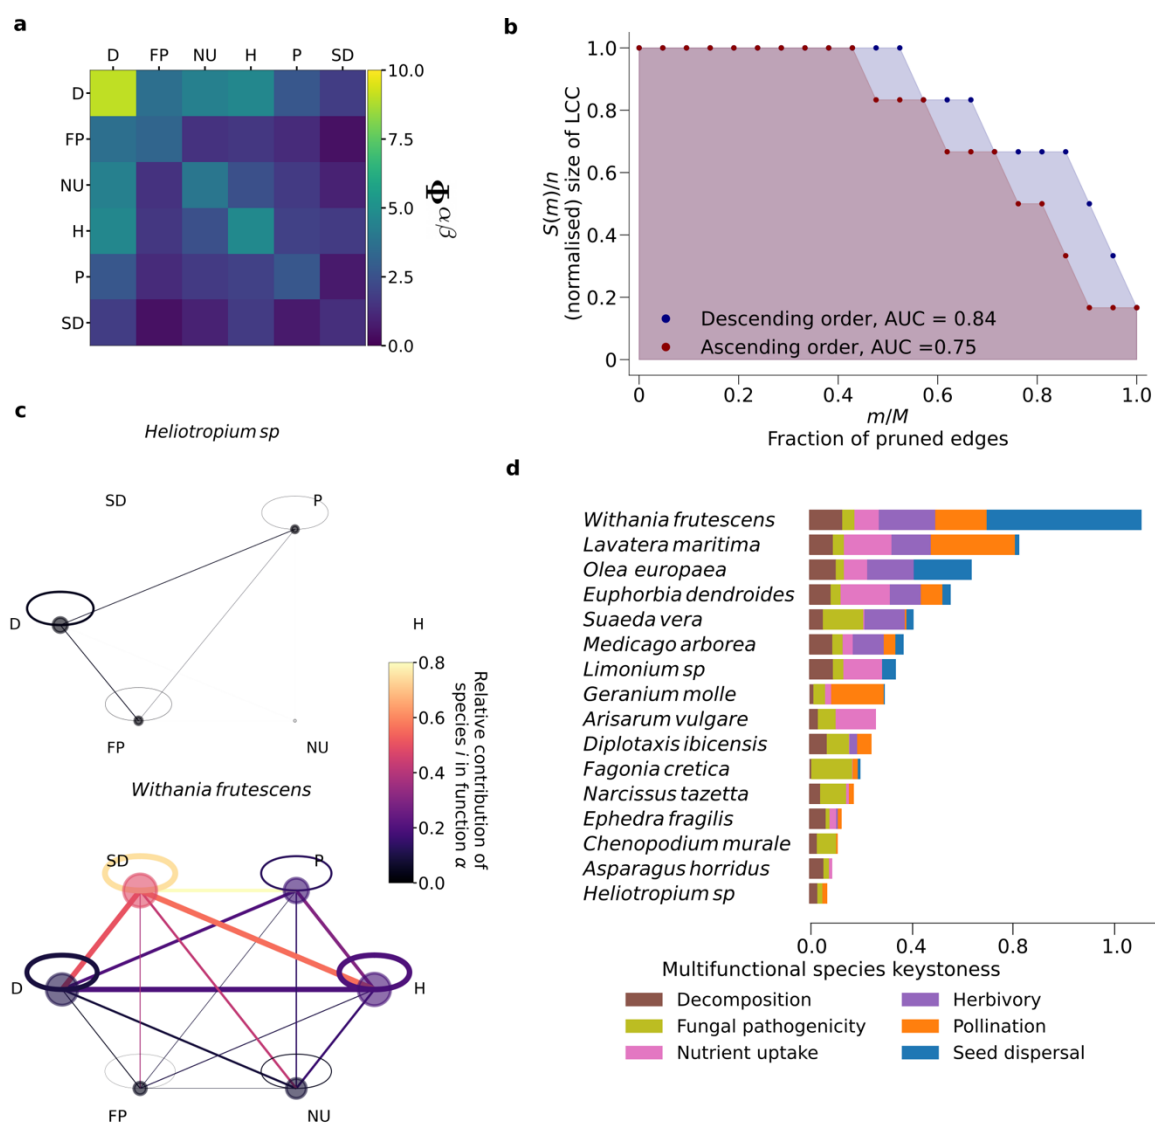 a
D FP NU H P SD
D
FP
NU
H
P
SD
10.0
7.5
5.0
2.5
0.0
Φαβ
b
1.0
0.8
0.6
0.4
0.2
0
S(m)/n
(normalised) size of LCC
Descending order, AUC = 0.84
Ascending order, AUC =0.75
0 0.2 0.4 0.6 0.8 1.0
m/M
Fraction of pruned edges
c
Heliotropium sp
SD
P
D
H
FP
NU
Withania frutescens
SD
P
D
H
FP
NU
0.8
0.6
0.4
0.2
0.0
Relative contribution of
species i in function α
d
Withania frutescens
Lavatera maritima
Olea europaea
Euphorbia dendroides
Suaeda vera
Medicago arborea
Limonium sp
Geranium molle
Arisarum vulgare
Diplotaxis ibicensis
Fagonia cretica
Narcissus tazetta
Ephedra fragilis
Chenopodium murale
Asparagus horridus
Heliotropium sp
0.0 0.4 0.8 1.0
Multifunctional species keystoness
Decomposition
Fungal pathogenicity
Nutrient uptake
Herbivory
Pollination
Seed dispersal